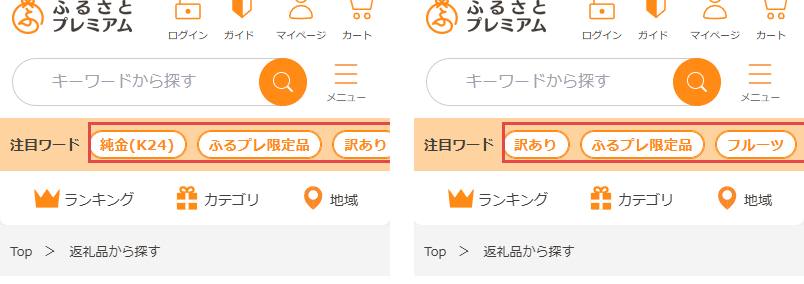 ふるさと
プレミアム
ログイン ガイド マイページ カート
キーワードから探す
メニュー
注目ワード 純金(K24) ふるプレ限定品 訳あり
ランキング カテゴリ 地域
Top > 返礼品から探す
ふるさと
プレミアム
ログイン ガイド マイページ カート
キーワードから探す
メニュー
注目ワード 訳あり ふるプレ限定品 フルーツ
ランキング カテゴリ 地域
Top > 返礼品から探す